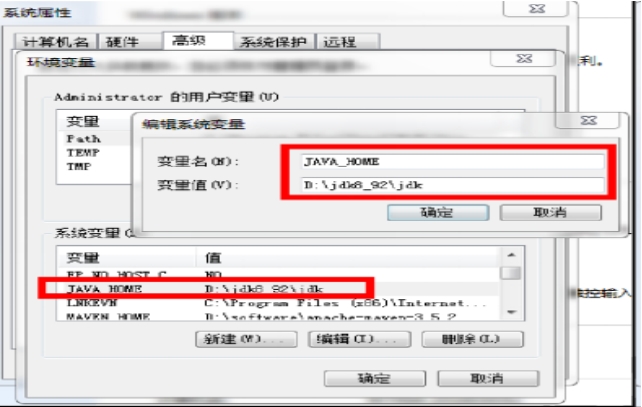 系统属性
计算机名 硬件 高级 系统保护 远程
利。
环境变量
Administrator 的用户变量(U)
变量
Path
TEMP
TMP
编辑系统变量
变量名(N): JAVA_HOME
变量值(V): D:\jdk8_92\jdk
确定 取消
系统变量(
变量 值
FP_NO_HOST_C... NO
JAVA_HOME D:\jdk8_92\jdk
C:\Program Files (x86)\Internet...
MAVEN_HOME D:\software\apache-maven-3.5.2
控输入
新建(W)... 编辑(I)... 删除(L)
确定 取消